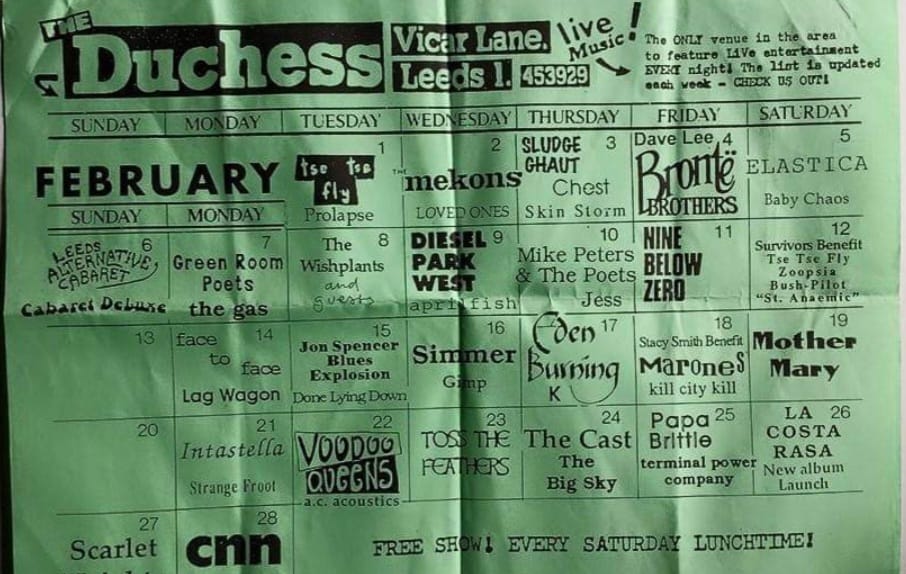 THE
Duchess
Vicar Lane.
Leeds 1. 453929
live
Music!
The ONLY venue in the area
to feature LiVe entertainment
EVERY night! The list is updated
each week - CHECK US OUT!
SUNDAY MONDAY TUESDAY WEDNESDAY THURSDAY FRIDAY SATURDAY
FEBRUARY
1
tse tse
fly
Prolapse
2
THE mekons
LOVED ONES
3
SLUDGE
GHAUT
Chest
Skin Storm
4
Dave Lee
Brontë
BROTHERS
5
ELASTICA
Baby Chaos
SUNDAY MONDAY
6
LEEDS
ALTERNATIVE
CABARET
Cabaret Deluxe
7
Green Room
Poets
the gas
8
The
Wishplants
and
guests
9
DIESEL
PARK
WEST
april fish
10
Mike Peters
& The Poets
Jess
11
NINE
BELOW
ZERO
12
Survivors Benefit
Tse Tse Fly
Zoopsia
Bush-Pilot
"St. Anaemic"
13
14
face
to
face
Lag Wagon
15
Jon Spencer
Blues
Explosion
Done Lying Down
16
Simmer
Gimp
17
Eden
Burning
K
18
Stacy Smith Benefit
Marones
kill city kill
19
Mother
Mary
20
21
Intastella
Strange Froot
22
VOODOO
QUEENS
a.c. acoustics
23
TOSS THE
FEATHERS
24
The Cast
The
Big Sky
25
Papa
Brittle
terminal power
company
26
LA
COSTA
RASA
New album
Launch
27
Scarlet
28
cnn
FREE SHOW! EVERY SATURDAY LUNCHTIME!